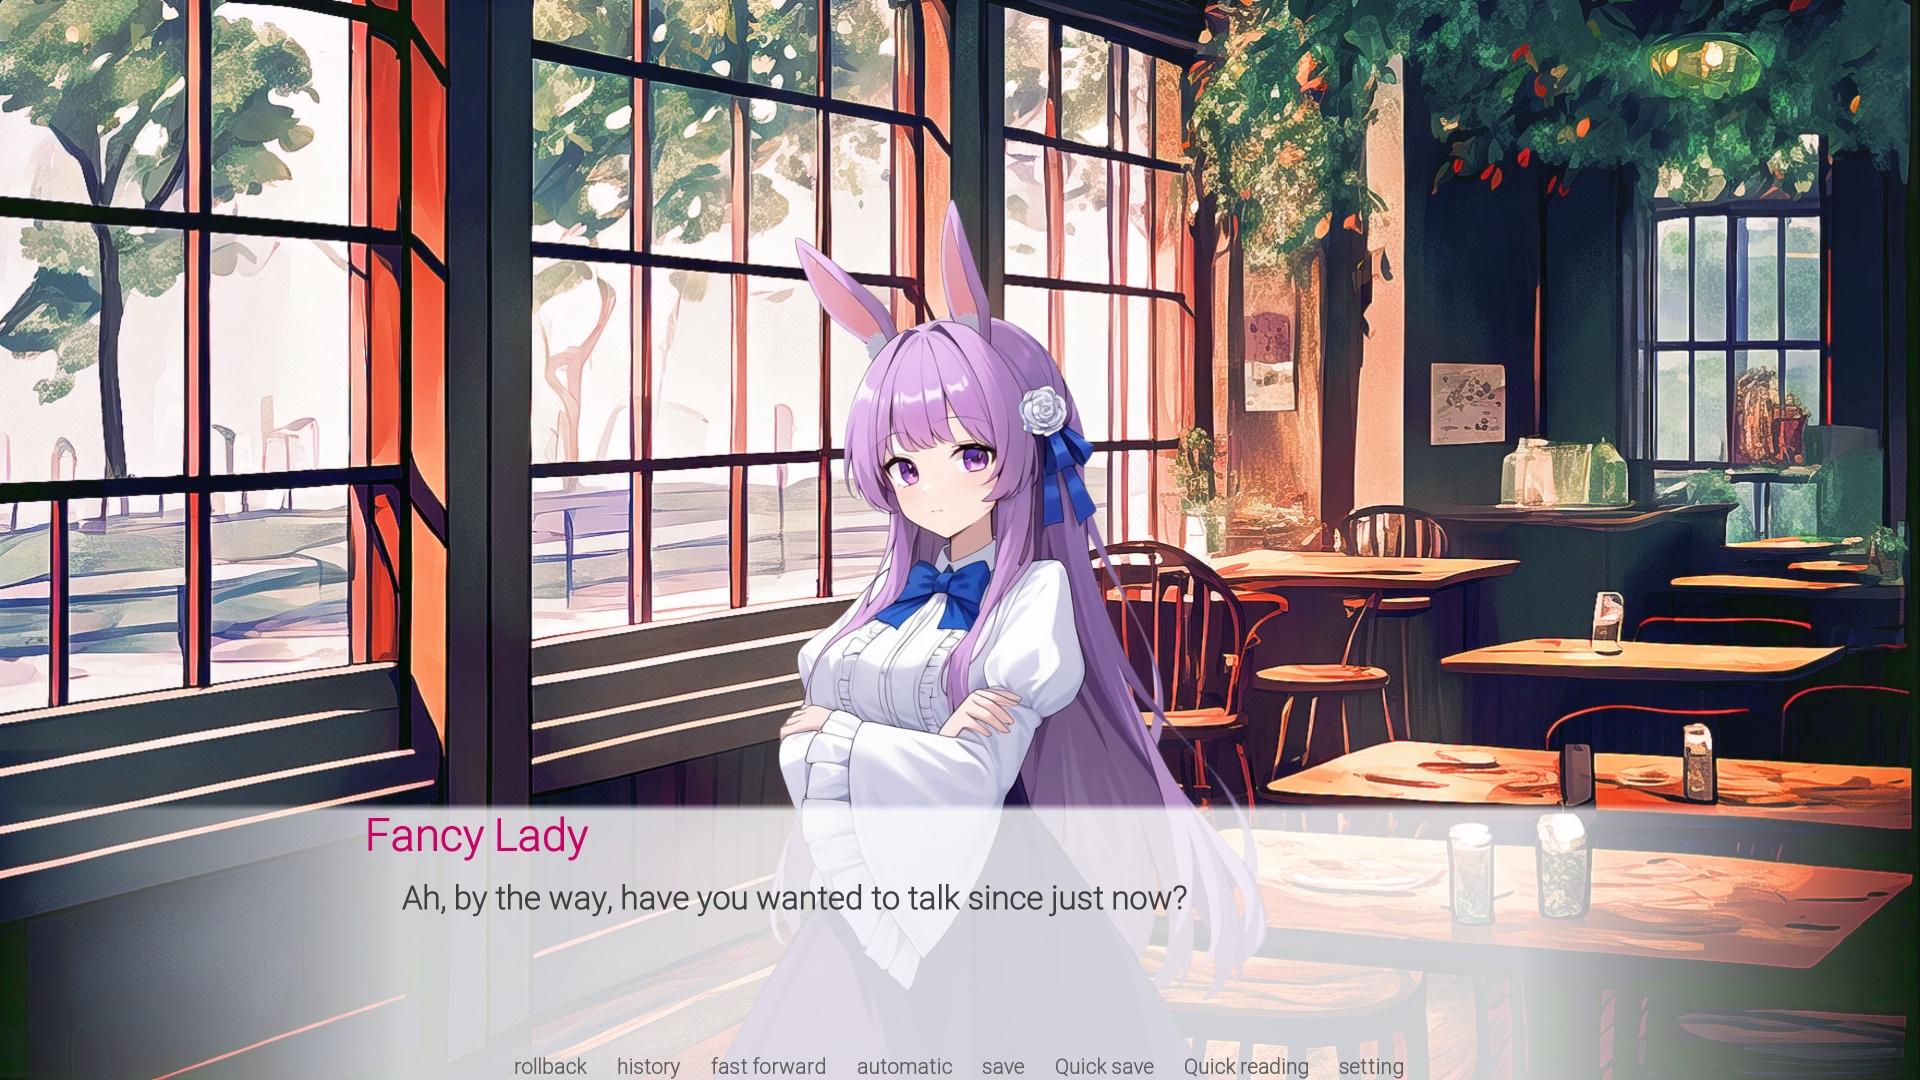 Fancy Lady
Ah, by the way, have you wanted to talk since just now?
rollback history fast forward automatic save Quick save Quick reading setting